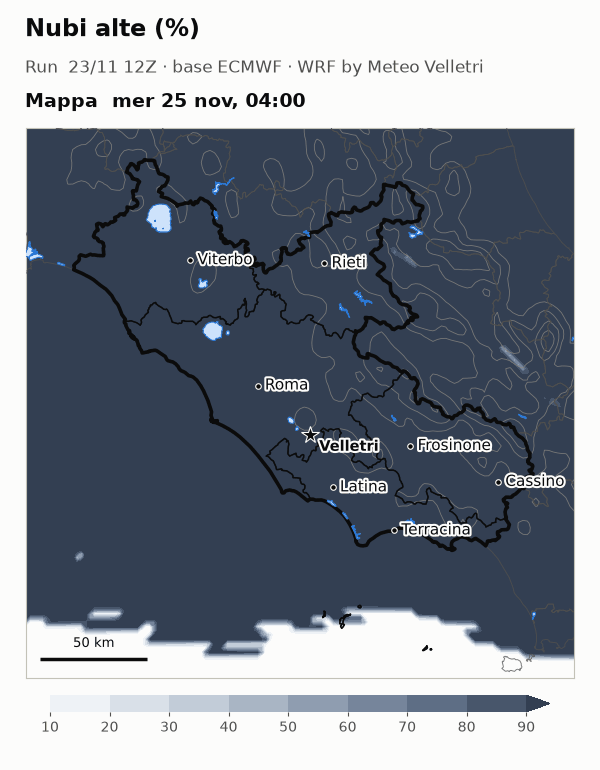 Nubi alte (%)
Run  23/11 12Z · base ECMWF · WRF by Meteo Velletri
Mappa  mer 25 nov, 04:00
Viterbo
Rieti
Roma
Velletri
Frosinone
Cassino
Latina
Terracina
50 km
10 20 30 40 50 60 70 80 90